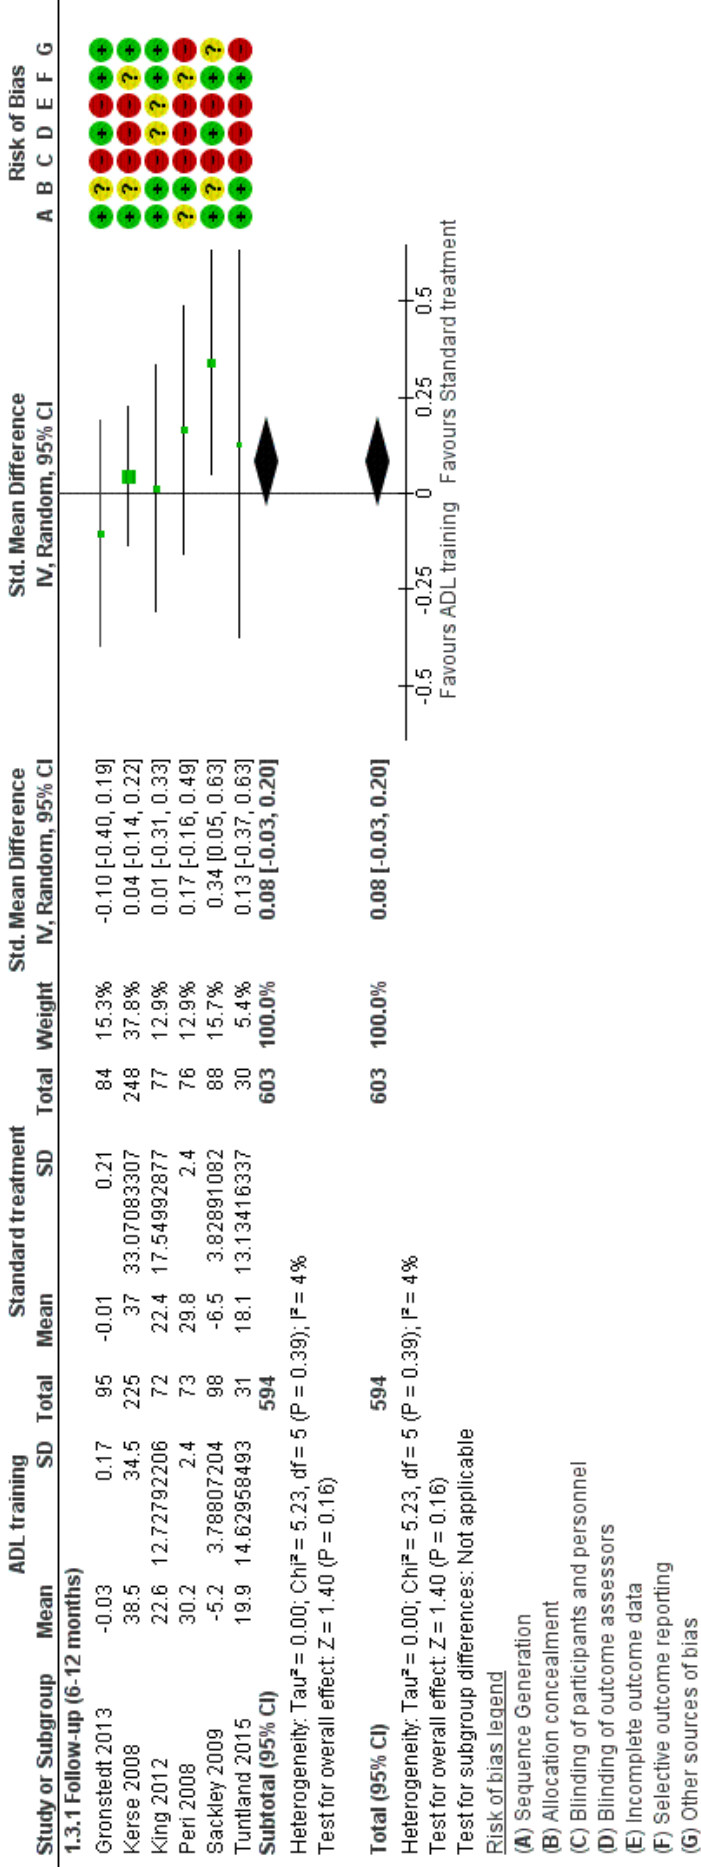 ADL training Standard treatment Std. Mean Difference Std. Mean Difference Risk of Bias
Study or Subgroup Mean SD Total Mean SD Total Weight IV, Random, 95% CI IV, Random, 95% CI A B C D E F G
1.3.1 Follow-up (6-12 months)
Gronstedt 2013 -0.03 0.17 95 -0.01 0.21 84 15.3% -0.10 [-0.40, 0.19] + ? - + - + +
Kerse 2008 38.5 34.5 225 37 33.07083307 248 37.8% 0.04 [-0.14, 0.22] + ? - - - ? +
King 2012 22.6 12.72792206 72 22.4 17.54992877 77 12.9% 0.01 [-0.31, 0.33] + + - ? ? + +
Peri 2008 30.2 2.4 73 29.8 2.4 76 12.9% 0.17 [-0.16, 0.49] ? + - - - ? -
Sackley 2009 -5.2 3.78807204 98 -6.5 3.82891082 88 15.7% 0.34 [0.05, 0.63] + ? - + - + ?
Tuntland 2015 19.9 14.62958493 31 18.1 13.13416337 30 5.4% 0.13 [-0.37, 0.63] + + - - - + -
Subtotal (95% CI) 594 603 100.0% 0.08 [-0.03, 0.20]
Heterogeneity: Tau² = 0.00; Chi² = 5.23, df = 5 (P = 0.39); I² = 4%
Test for overall effect: Z = 1.40 (P = 0.16)
Total (95% CI) 594 603 100.0% 0.08 [-0.03, 0.20]
Heterogeneity: Tau² = 0.00; Chi² = 5.23, df = 5 (P = 0.39); I² = 4%
Test for overall effect: Z = 1.40 (P = 0.16)
Test for subgroup differences: Not applicable
-0.5 -0.25 0 0.25 0.5
Favours ADL training Favours Standard treatment
Risk of bias legend
(A) Sequence Generation
(B) Allocation concealment
(C) Blinding of participants and personnel
(D) Blinding of outcome assessors
(E) Incomplete outcome data
(F) Selective outcome reporting
(G) Other sources of bias